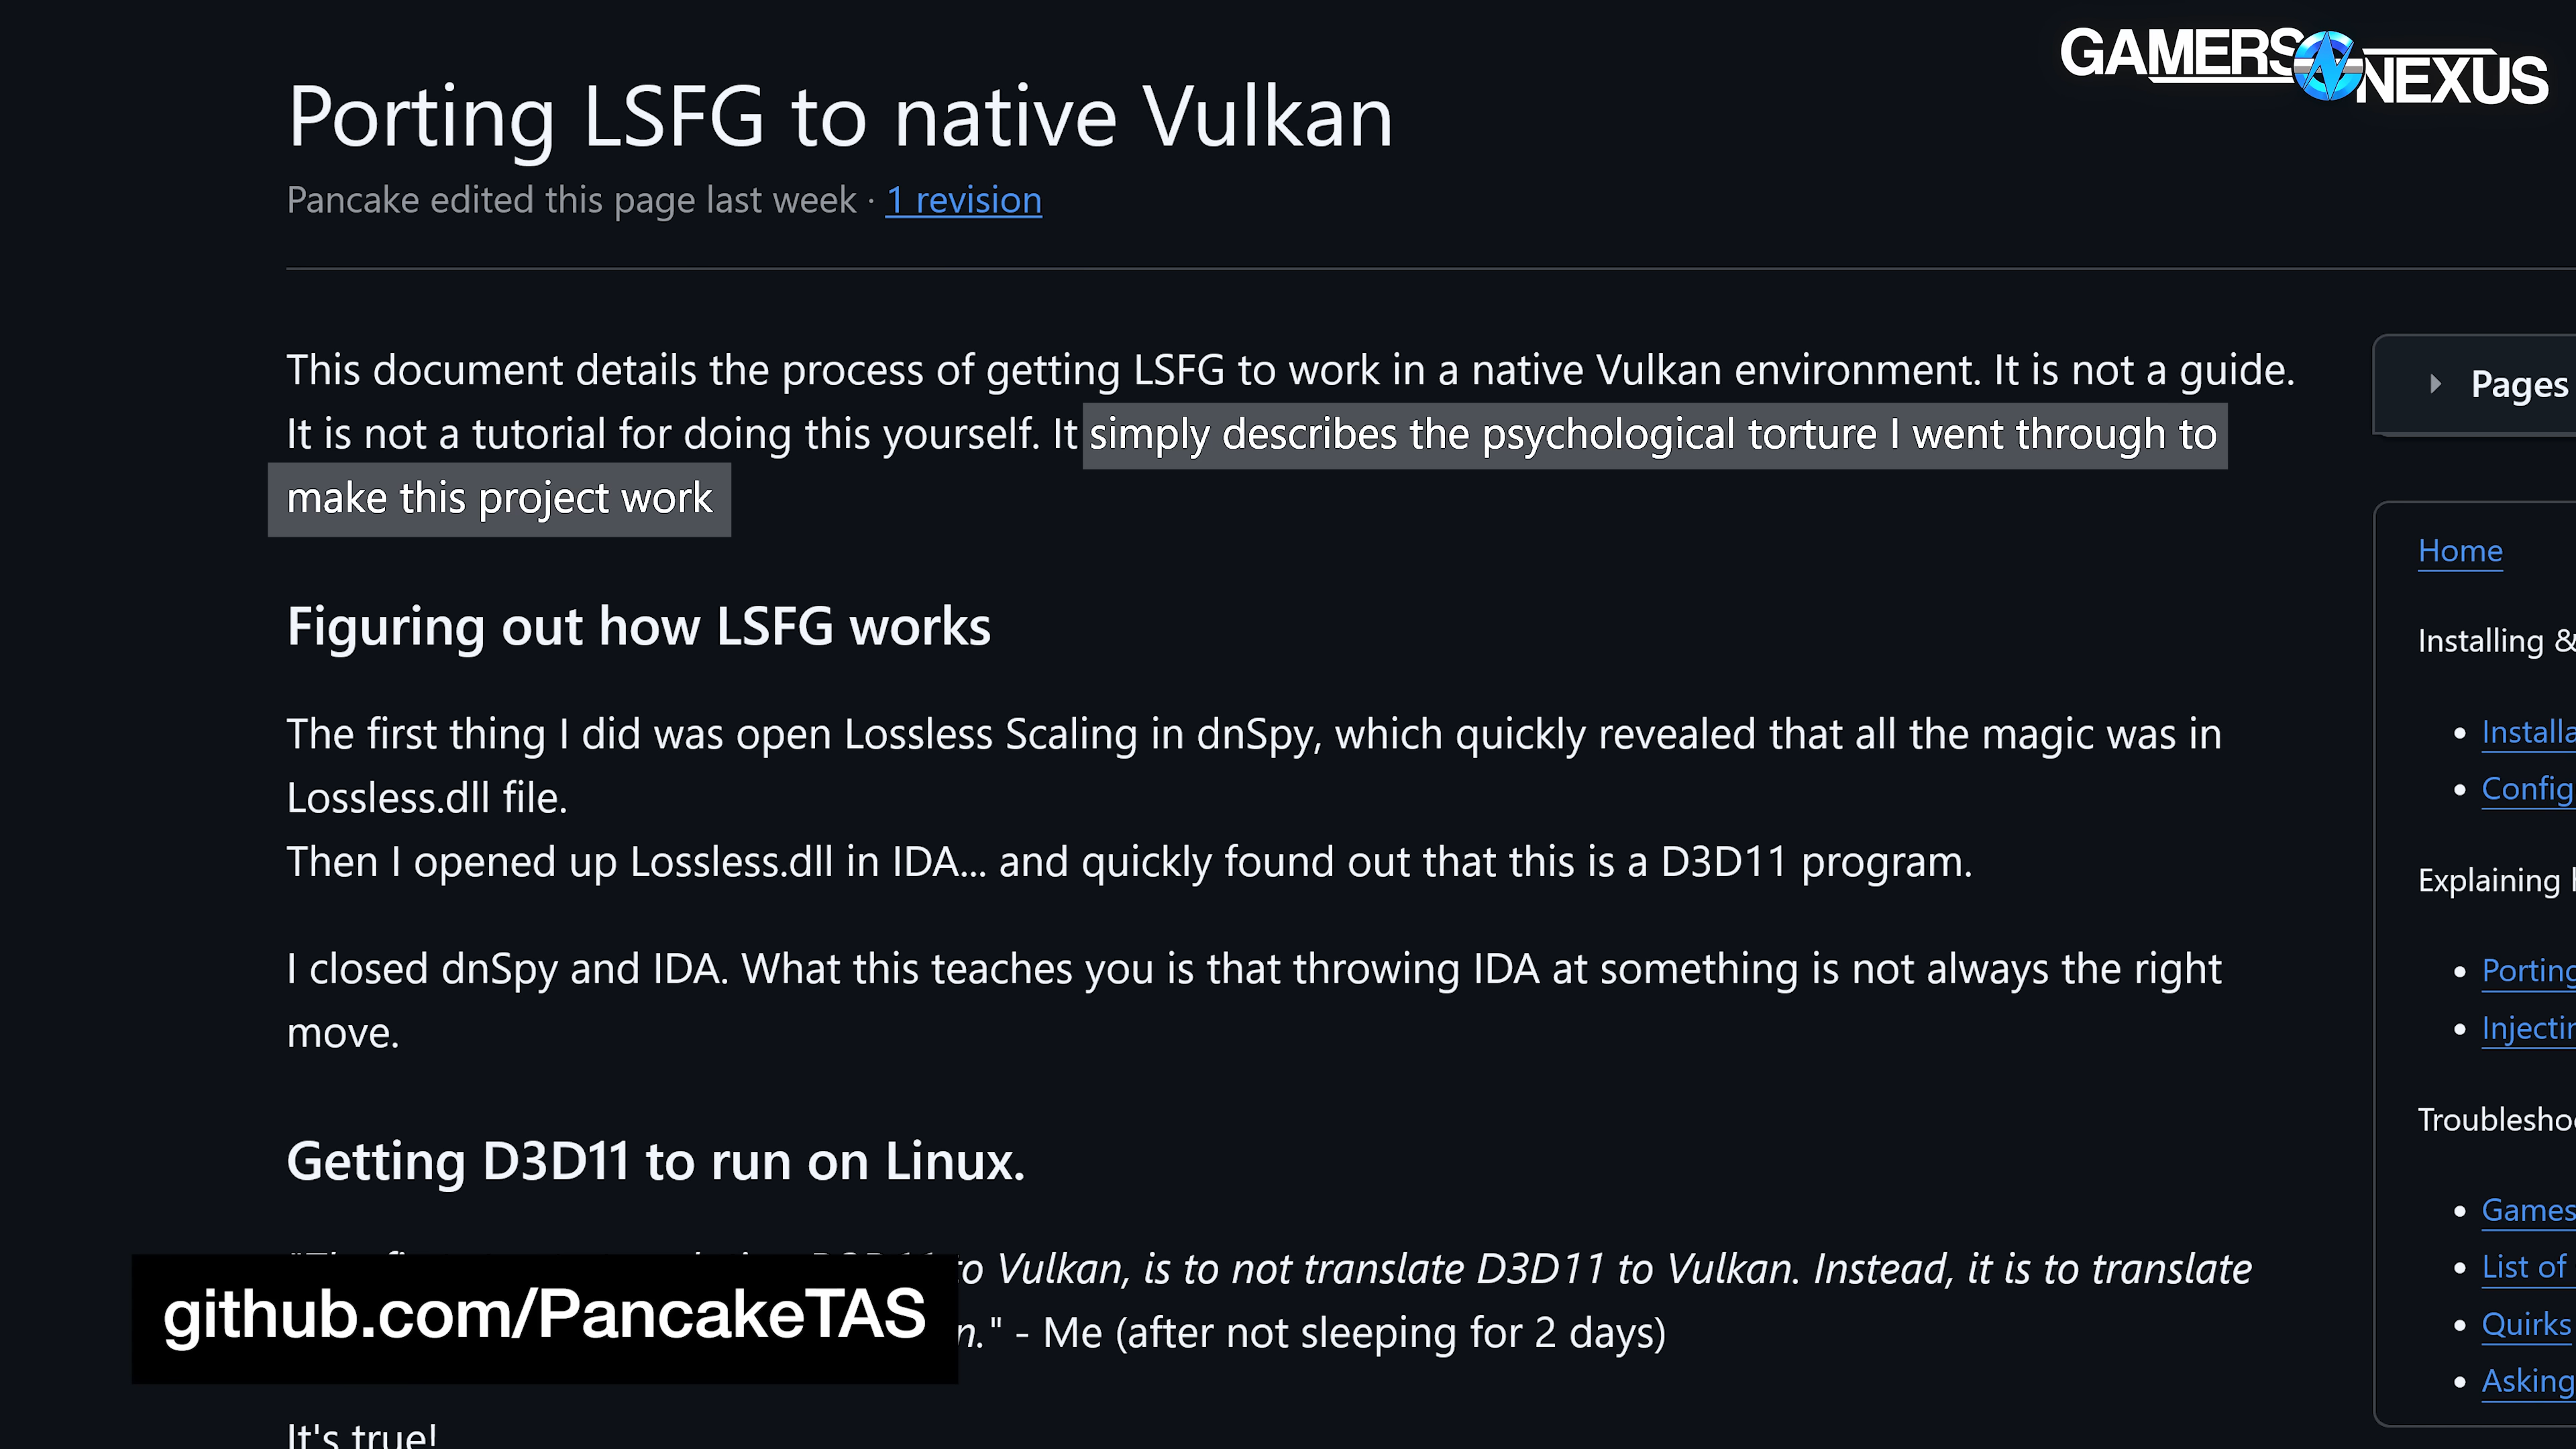 GAMERS NEXUS
Porting LSFG to native Vulkan
Pancake edited this page last week · 1 revision
This document details the process of getting LSFG to work in a native Vulkan environment. It is not a guide.
It is not a tutorial for doing this yourself. It simply describes the psychological torture I went through to
make this project work
Pages
Home
Figuring out how LSFG works
Installing &
The first thing I did was open Lossless Scaling in dnSpy, which quickly revealed that all the magic was in
Lossless.dll file.
Then I opened up Lossless.dll in IDA... and quickly found out that this is a D3D11 program.
Explaining
I closed dnSpy and IDA. What this teaches you is that throwing IDA at something is not always the right
move.
Porting
Getting D3D11 to run on Linux.
Games
to Vulkan, is to not translate D3D11 to Vulkan. Instead, it is to translate
List of
github.com/PancakeTAS
" - Me (after not sleeping for 2 days)
Quirks
Asking
It's true!